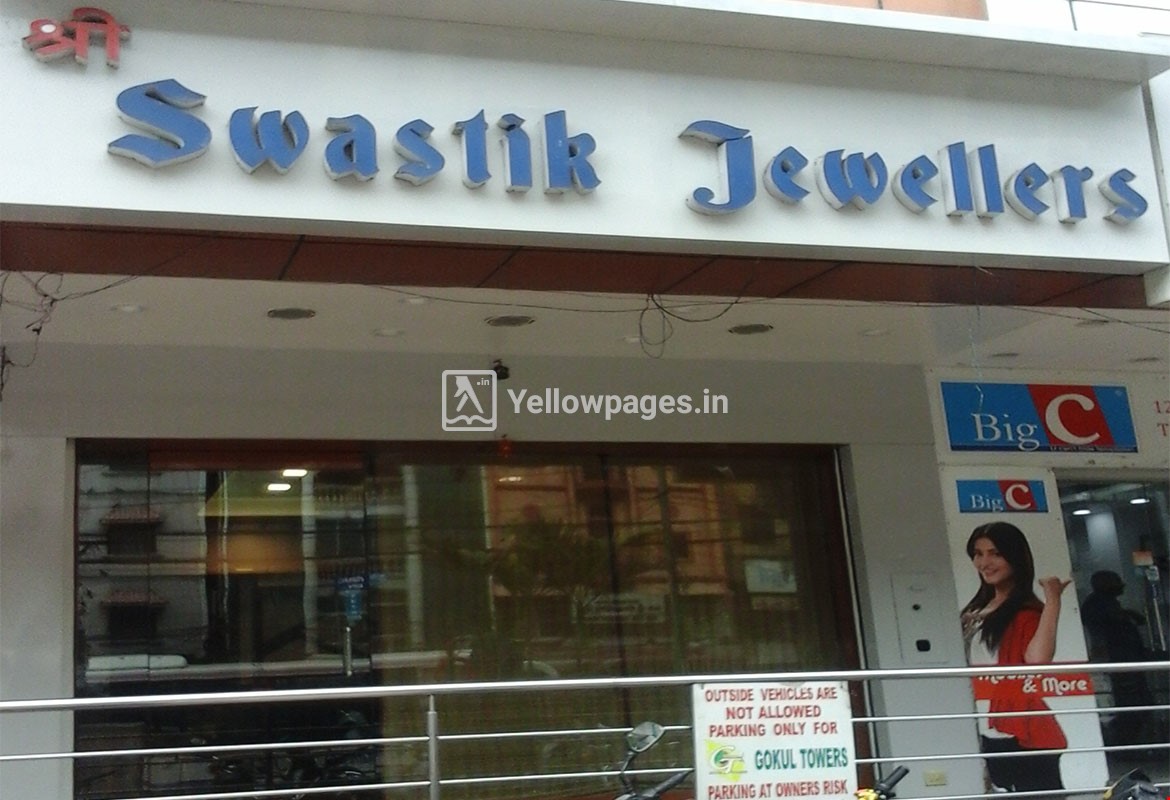 श्री
Swastik Jewellers
.in
Yellowpages.in
Big C
Big C
& More
OUTSIDE VEHICLES ARE
NOT ALLOWED
PARKING ONLY FOR
GOKUL TOWERS
PARKING AT OWNERS RISK